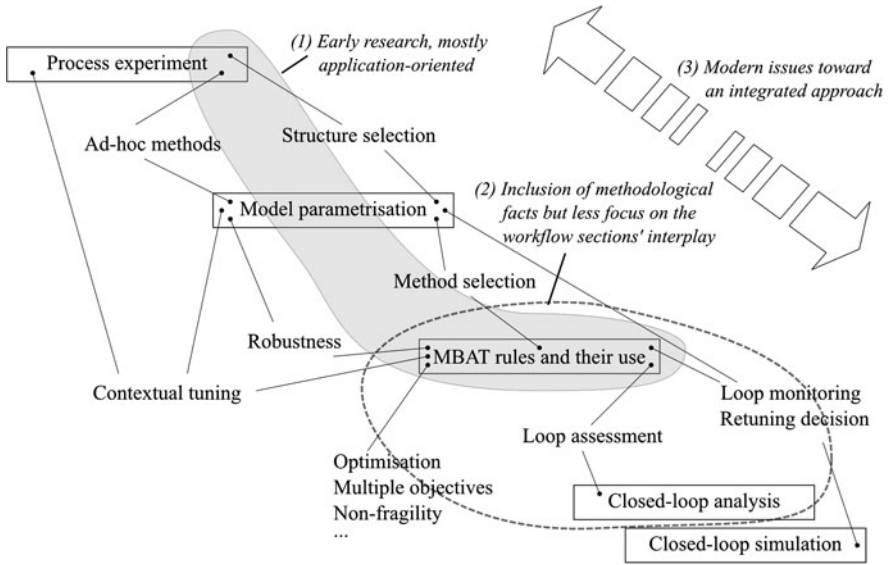 (1) Early research, mostly
application-oriented
Process experiment
(3) Modern issues toward
an integrated approach
Ad-hoc methods
Structure selection
(2) Inclusion of methodological
facts but less focus on the
workflow sections' interplay
Model parametrisation
Method selection
Robustness
MBAT rules and their use
Contextual tuning
Loop monitoring
Retuning decision
Loop assessment
Optimisation
Multiple objectives
Non-fragility
...
Closed-loop analysis
Closed-loop simulation